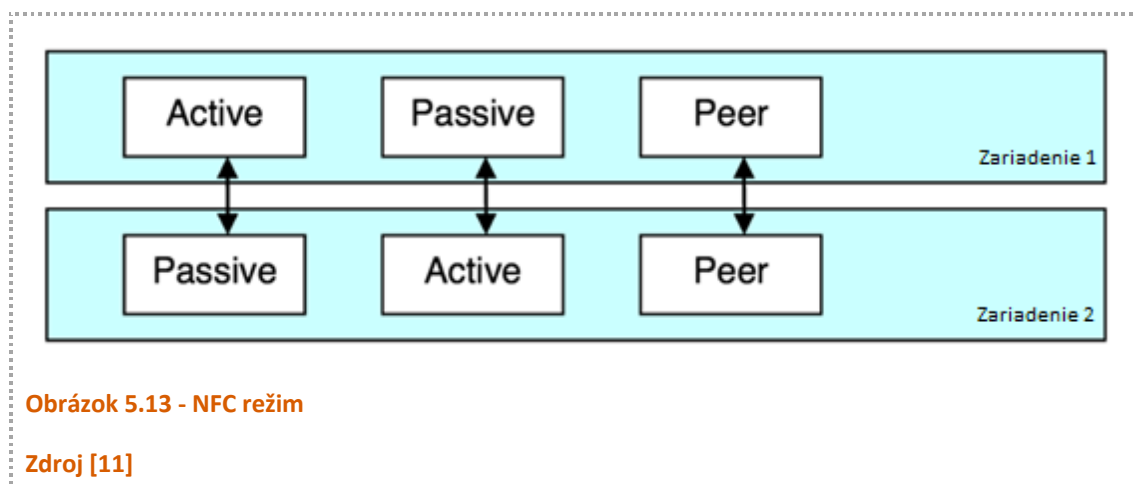 Active Passive Peer
Zariadenie 1
Passive Active Peer
Zariadenie 2
Obrázok 5.13 - NFC režim
Zdroj [11]